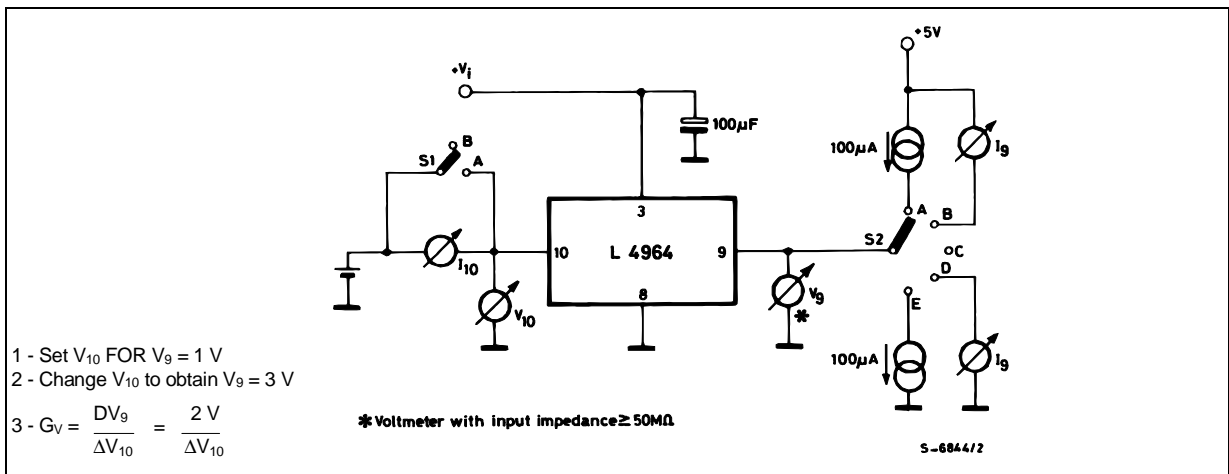 +5V
+Vi
100µF
B
S1
A
100µA
I9
A
B
S2
3
10
L 4964
9
C
D
I10
V10
V9
*
8
E
100µA
I9
1 - Set V10 FOR V9 = 1 V
2 - Change V10 to obtain V9 = 3 V
3 - GV = DV9 / ΔV10 = 2 V / ΔV10
* Voltmeter with input impedance ≥ 50MΩ
S-6844/2